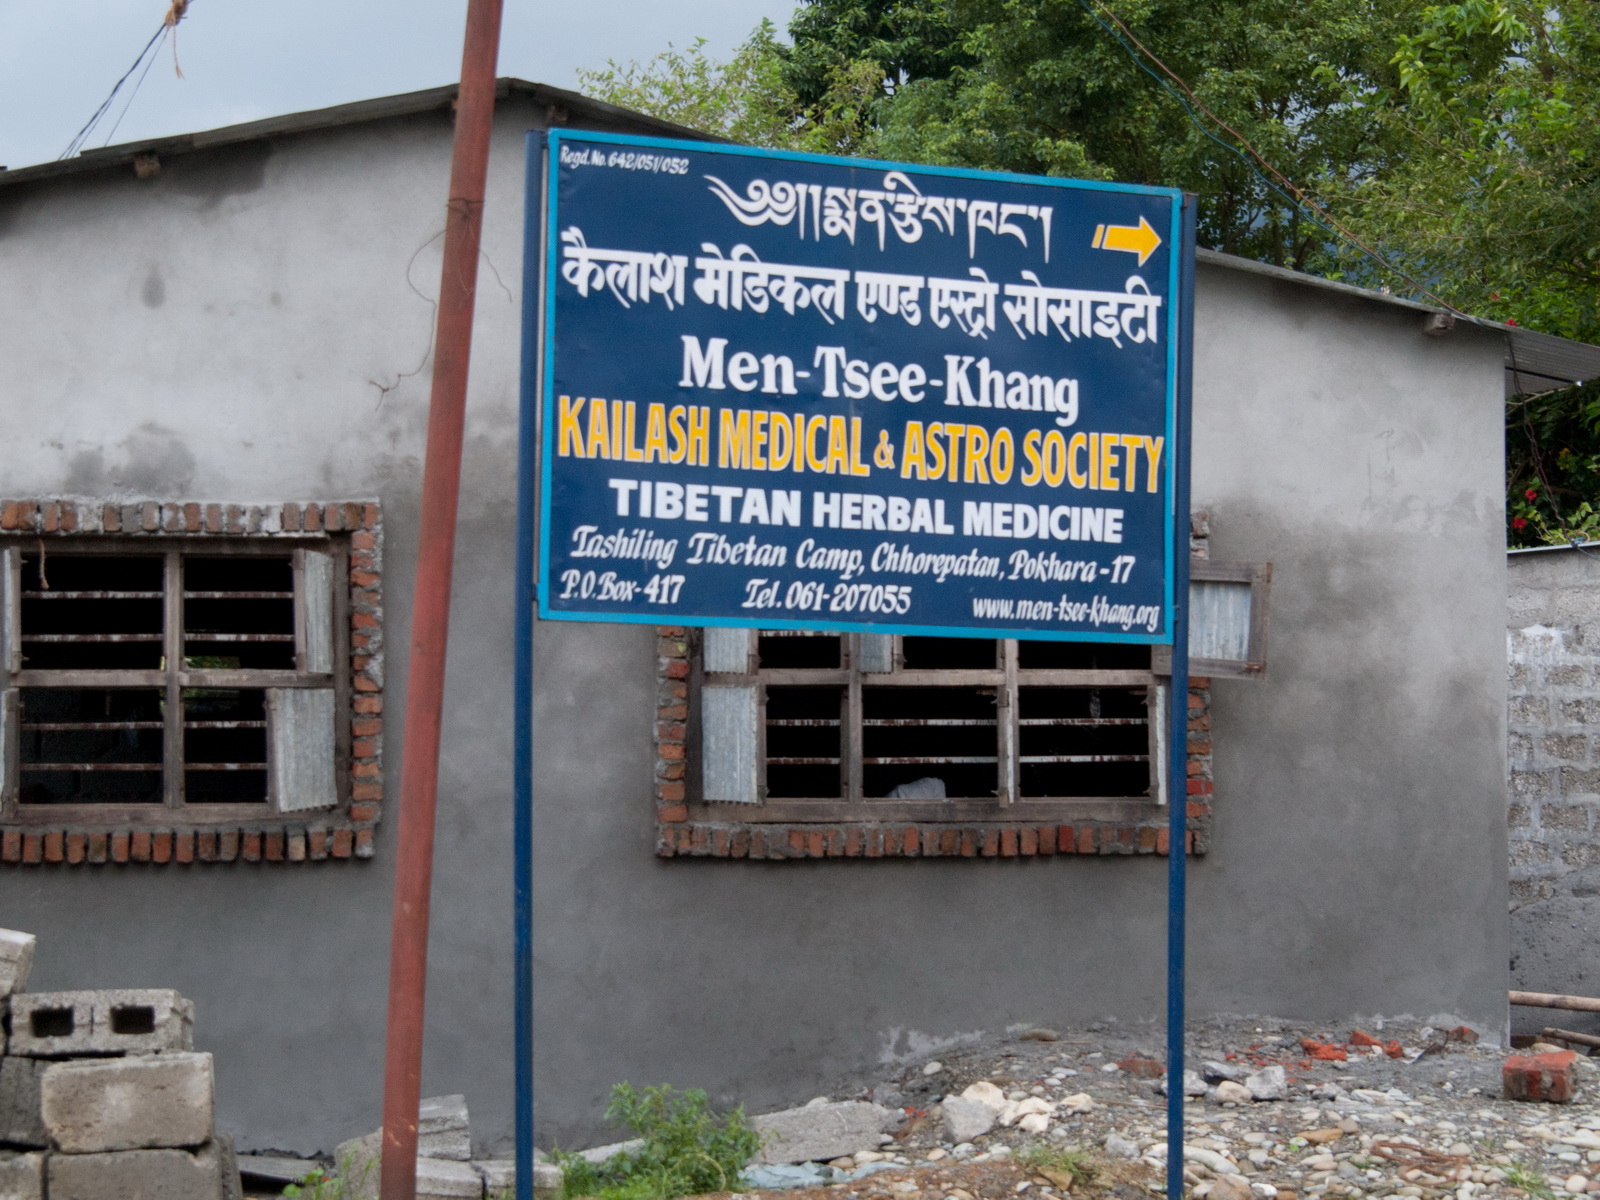 Regd. No. 642/051/052
༄༅།།སྨན་རྩིས་ཁང་།
कैलाश मेडिकल एण्ड एस्ट्रो सोसाइटी
Men-Tsee-Khang
KAILASH MEDICAL & ASTRO SOCIETY
TIBETAN HERBAL MEDICINE
Tashiling Tibetan Camp, Chhorepatan, Pokhara-17
P.O. Box-417 Tel. 061-207055 www.men-tsee-khang.org